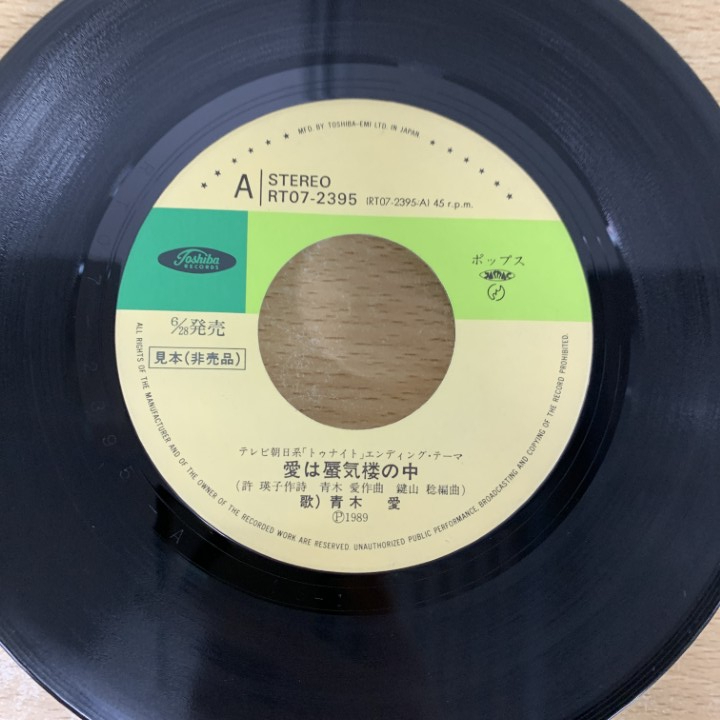 MFD. BY TOSHIBA-EMI LTD. IN JAPAN
A STEREO
RT07-2395 (RT07-2395-A) 45 r.p.m.
Toshiba
RECORDS
ポップス
6/28発売
見本(非売品)
テレビ朝日系「トゥナイト」エンディング・テーマ
愛は蜃気楼の中
(許 瑛子作詩 青木 愛作曲 鍵山 稔編曲)
歌) 青木 愛
Ⓟ1989
ALL RIGHTS OF THE MANUFACTURER AND OF THE OWNER OF THE RECORDED WORK ARE RESERVED. UNAUTHORIZED PUBLIC PERFORMANCE, BROADCASTING AND COPYING OF THE RECORD PROHIBITED.